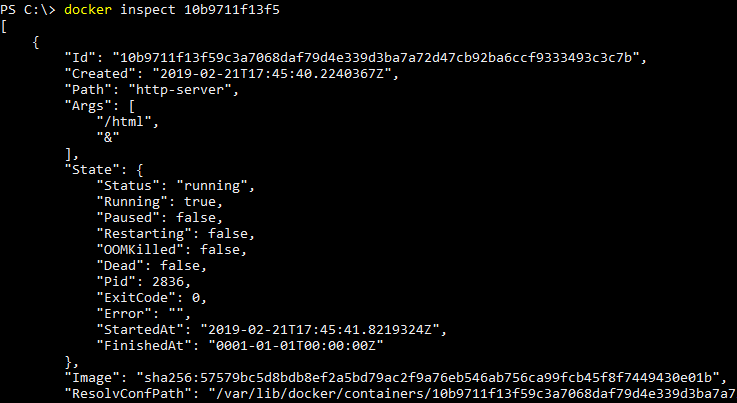 PS C:\> docker inspect 10b9711f13f5
[
    {
        "Id": "10b9711f13f59c3a7068daf79d4e339d3ba7a72d47cb92ba6ccf9333493c3c7b",
        "Created": "2019-02-21T17:45:40.2240367Z",
        "Path": "http-server",
        "Args": [
            "/html",
            "&"
        ],
        "State": {
            "Status": "running",
            "Running": true,
            "Paused": false,
            "Restarting": false,
            "OOMKilled": false,
            "Dead": false,
            "Pid": 2836,
            "ExitCode": 0,
            "Error": "",
            "StartedAt": "2019-02-21T17:45:41.8219324Z",
            "FinishedAt": "0001-01-01T00:00:00Z"
        },
        "Image": "sha256:57579bc5d8bdb8ef2a5bd79ac2f9a76eb546ab756ca99fcb45f8f7449430e01b",
        "ResolvConfPath": "/var/lib/docker/containers/10b9711f13f59c3a7068daf79d4e339d3ba7a7